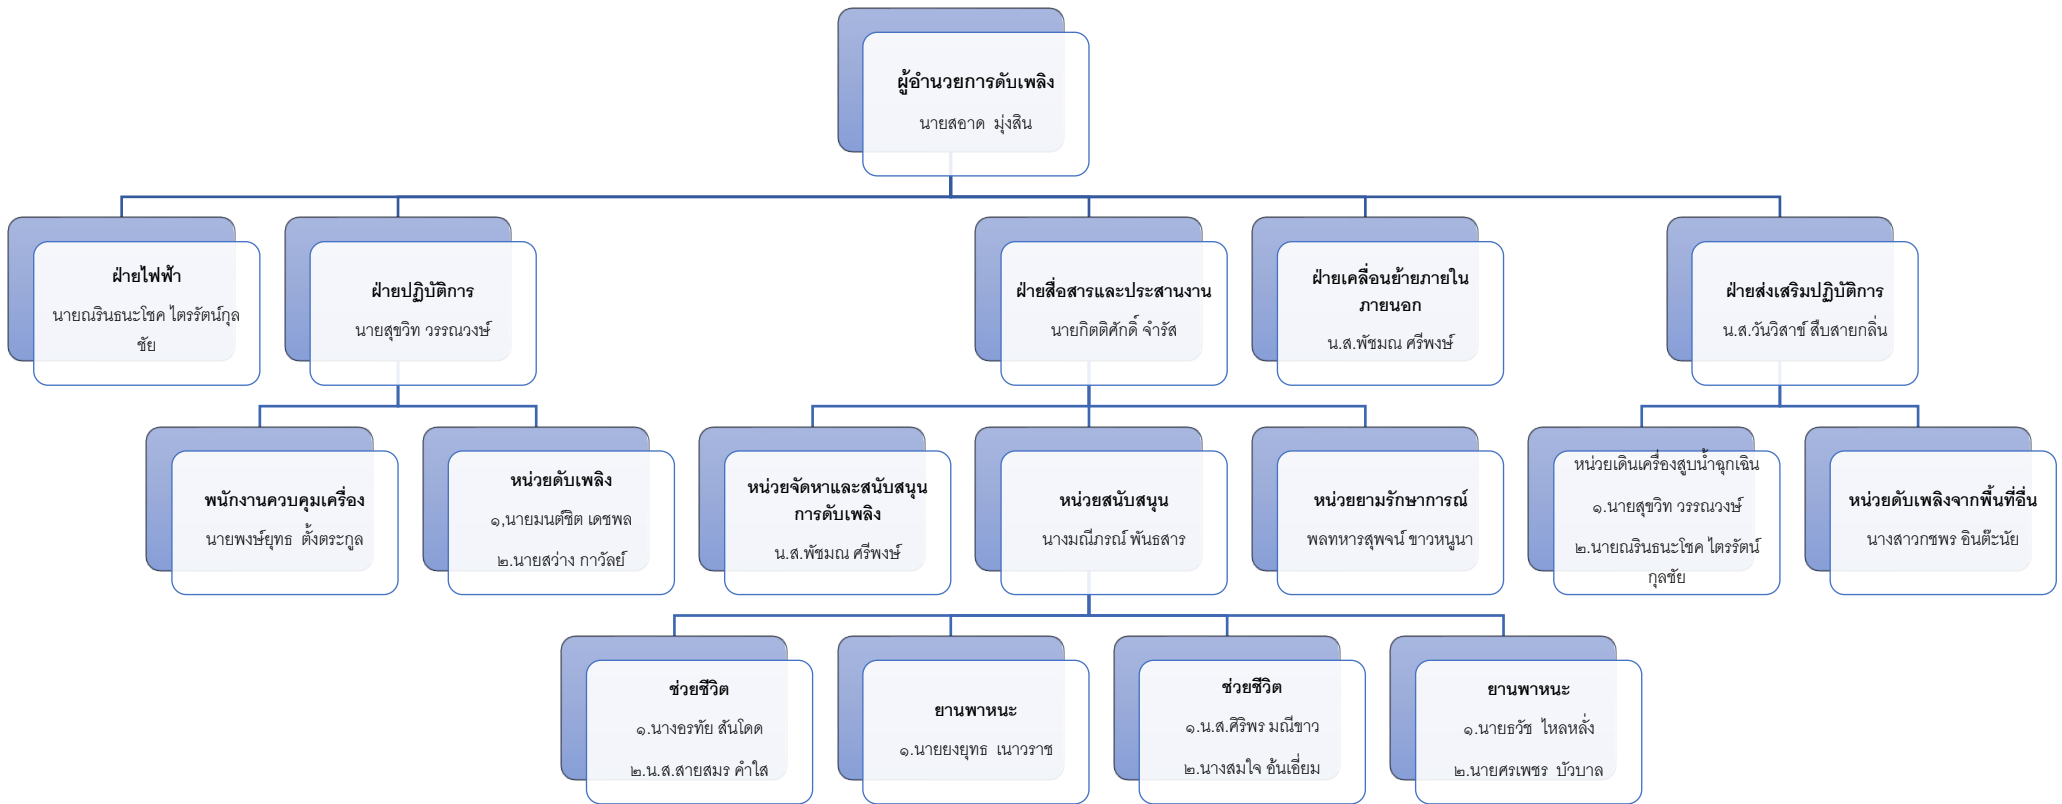 ผู้อำนวยการดับเพลิง
นายสอาด มุ่งสิน
ฝ่ายไฟฟ้า
นายณรินธนะโชค ไตรรัตน์กุล
ชัย
ฝ่ายปฏิบัติการ
นายสุขวิท วรรณวงษ์
ฝ่ายสื่อสารและประสานงาน
นายกิตติศักดิ์ จำรัส
ฝ่ายเคลื่อนย้ายภายใน
ภายนอก
น.ส.พัชมณ ศรีพงษ์
ฝ่ายส่งเสริมปฏิบัติการ
น.ส.วันวิสาข์ สืบสายกลิ่น
พนักงานควบคุมเครื่อง
นายพงษ์ยุทธ ตั้งตระกูล
หน่วยดับเพลิง
๑,นายมนต์ชิต เดชพล
๒.นายสว่าง กาวัลย์
หน่วยจัดหาและสนับสนุน
การดับเพลิง
น.ส.พัชมณ ศรีพงษ์
หน่วยสนับสนุน
นางมณีภรณ์ พันธสาร
หน่วยยามรักษาการณ์
พลทหารสุพจน์ ขาวหนูนา
หน่วยเดินเครื่องสูบน้ำฉุกเฉิน
๑.นายสุขวิท วรรณวงษ์
๒.นายณรินธนะโชค ไตรรัตน์
กุลชัย
หน่วยดับเพลิงจากพื้นที่อื่น
นางสาวกชพร อินต๊ะนัย
ช่วยชีวิต
๑.นางอรทัย สันโดด
๒.น.ส.สายสมร คำใส
ยานพาหนะ
๑.นายยงยุทธ เนาวราช
ช่วยชีวิต
๑.น.ส.ศิริพร มณีขาว
๒.นางสมใจ อ้นเอี่ยม
ยานพาหนะ
๑.นายธวัช ไหลหลั่ง
๒.นายศรเพชร บัวบาล